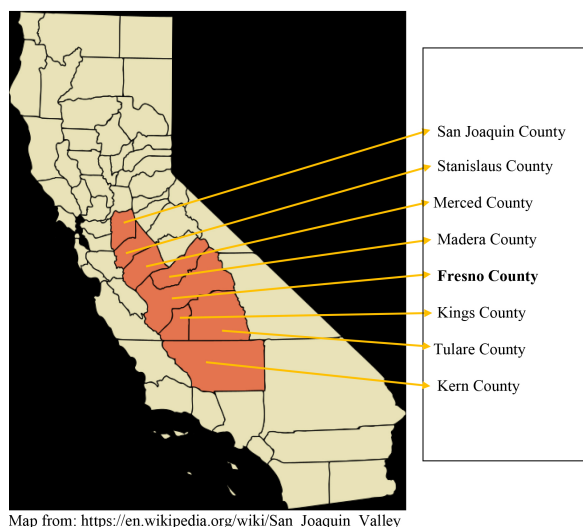 San Joaquin County
Stanislaus County
Merced County
Madera County
Fresno County
Kings County
Tulare County
Kern County
Map from: https://en.wikipedia.org/wiki/San_Joaquin_Valley